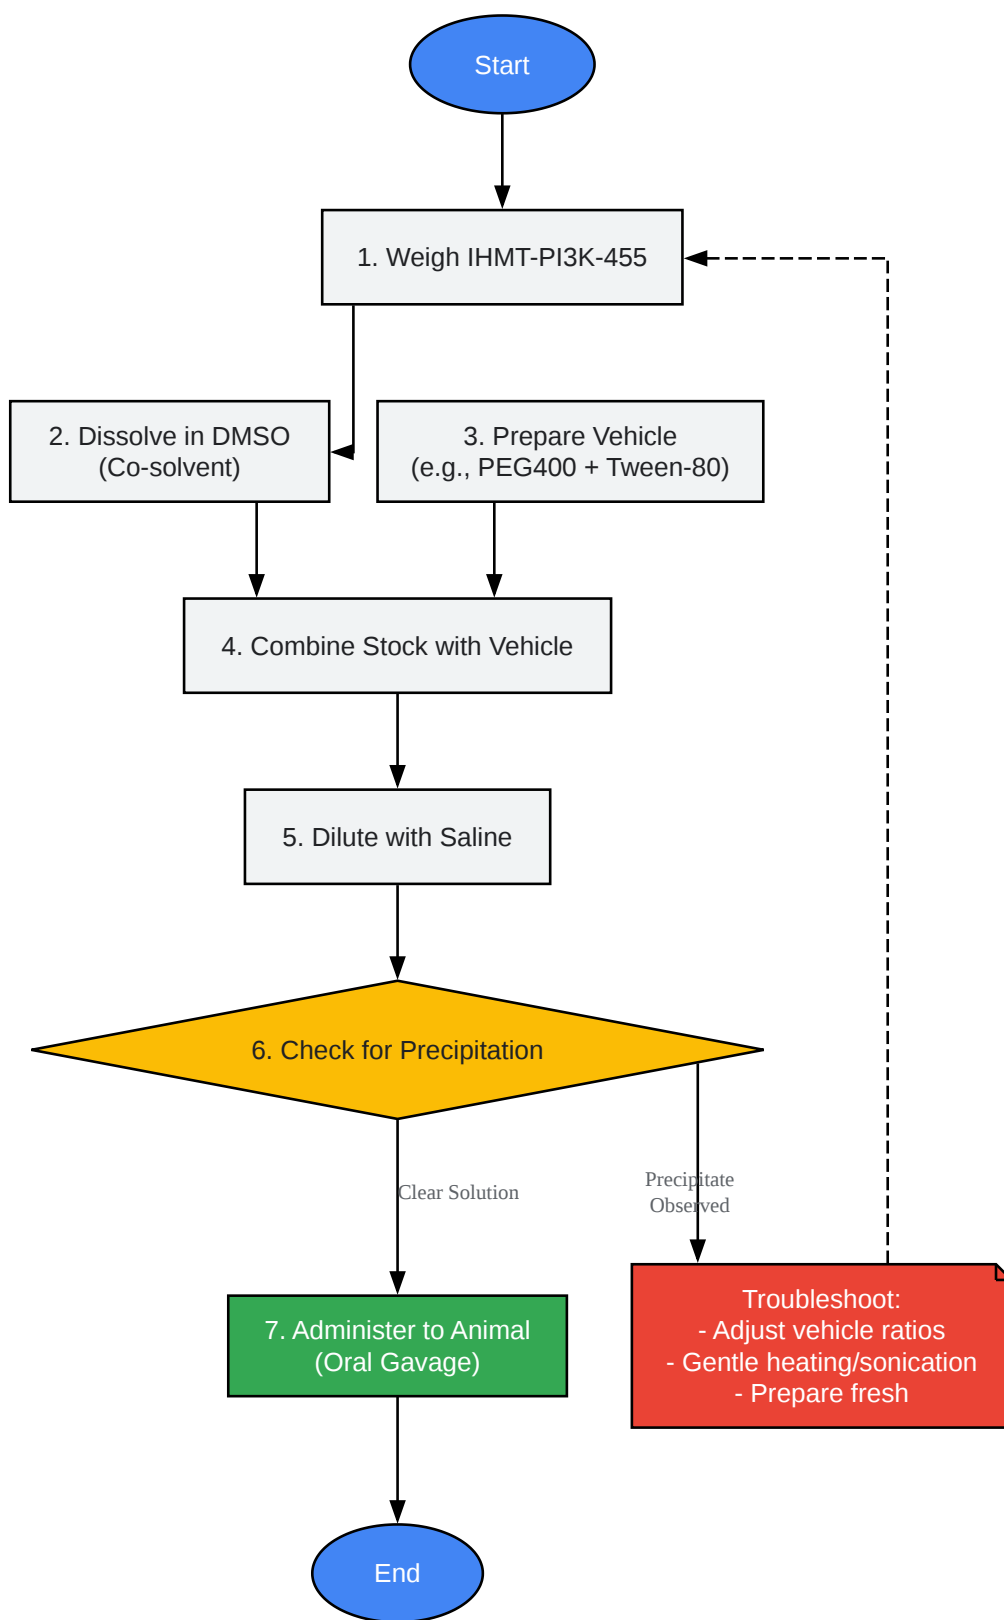 Start
1. Weigh IHMT-PI3K-455
2. Dissolve in DMSO
(Co-solvent)
3. Prepare Vehicle
(e.g., PEG400 + Tween-80)
4. Combine Stock with Vehicle
5. Dilute with Saline
6. Check for Precipitation
Clear Solution
Precipitate
Observed
7. Administer to Animal
(Oral Gavage)
Troubleshoot:
- Adjust vehicle ratios
- Gentle heating/sonication
- Prepare fresh
End